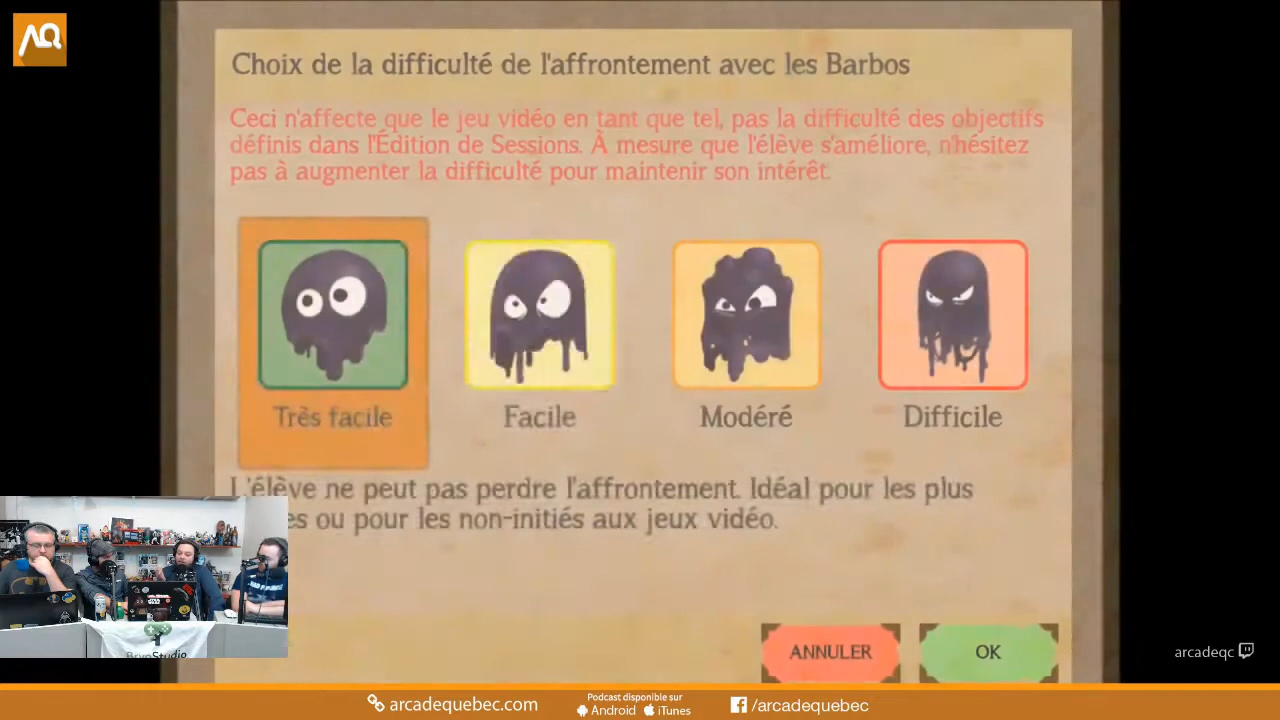 AQ
Choix de la difficulté de l'affrontement avec les Barbos
Ceci n'affecte que le jeu vidéo en tant que tel, pas la difficulté des objectifs
définis dans l'Édition de Sessions. À mesure que l'élève s'améliore, n'hésitez
pas à augmenter la difficulté pour maintenir son intérêt.
Très facile
Facile
Modéré
Difficile
L'élève ne peut pas perdre l'affrontement. Idéal pour les plus
es ou pour les non-initiés aux jeux vidéo.
ANNULER
OK
BryoStudio
arcadeqc
arcadequebec.com
Podcast disponible sur
Android
iTunes
/arcadequebec